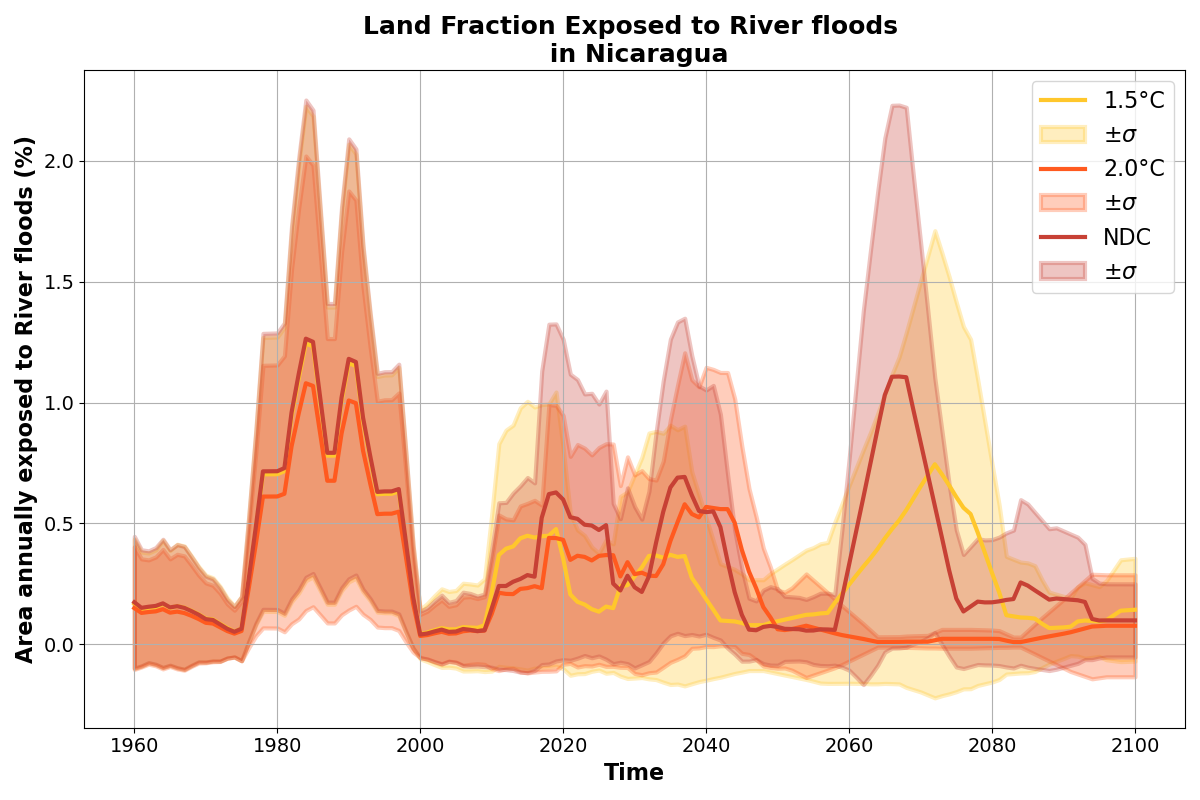 Land Fraction Exposed to River floods
in Nicaragua
Area annually exposed to River floods (%)
2.0
1.5
1.0
0.5
0.0
1.5°C
±σ
2.0°C
±σ
NDC
±σ
1960 1980 2000 2020 2040 2060 2080 2100
Time